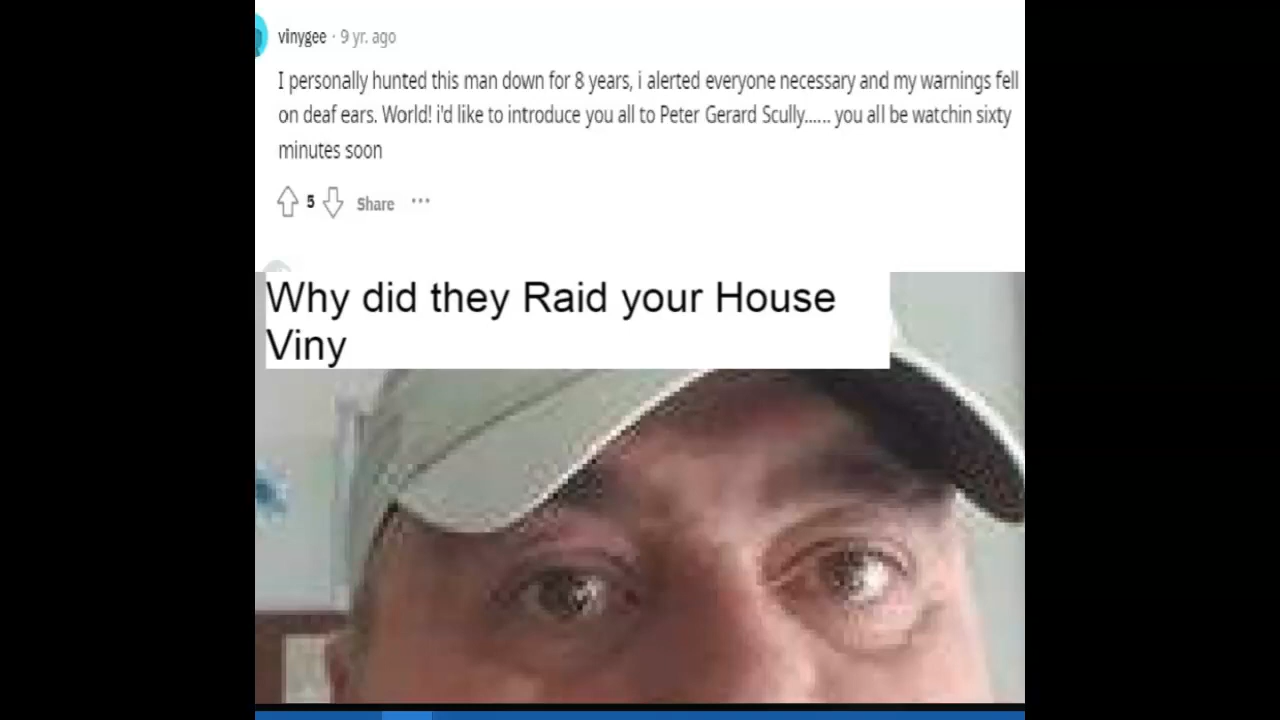 vinygee · 9 yr. ago
I personally hunted this man down for 8 years, i alerted everyone necessary and my warnings fell
on deaf ears. World! i'd like to introduce you all to Peter Gerard Scully...... you all be watchin sixty
minutes soon
5 Share ···
Why did they Raid your House
Viny